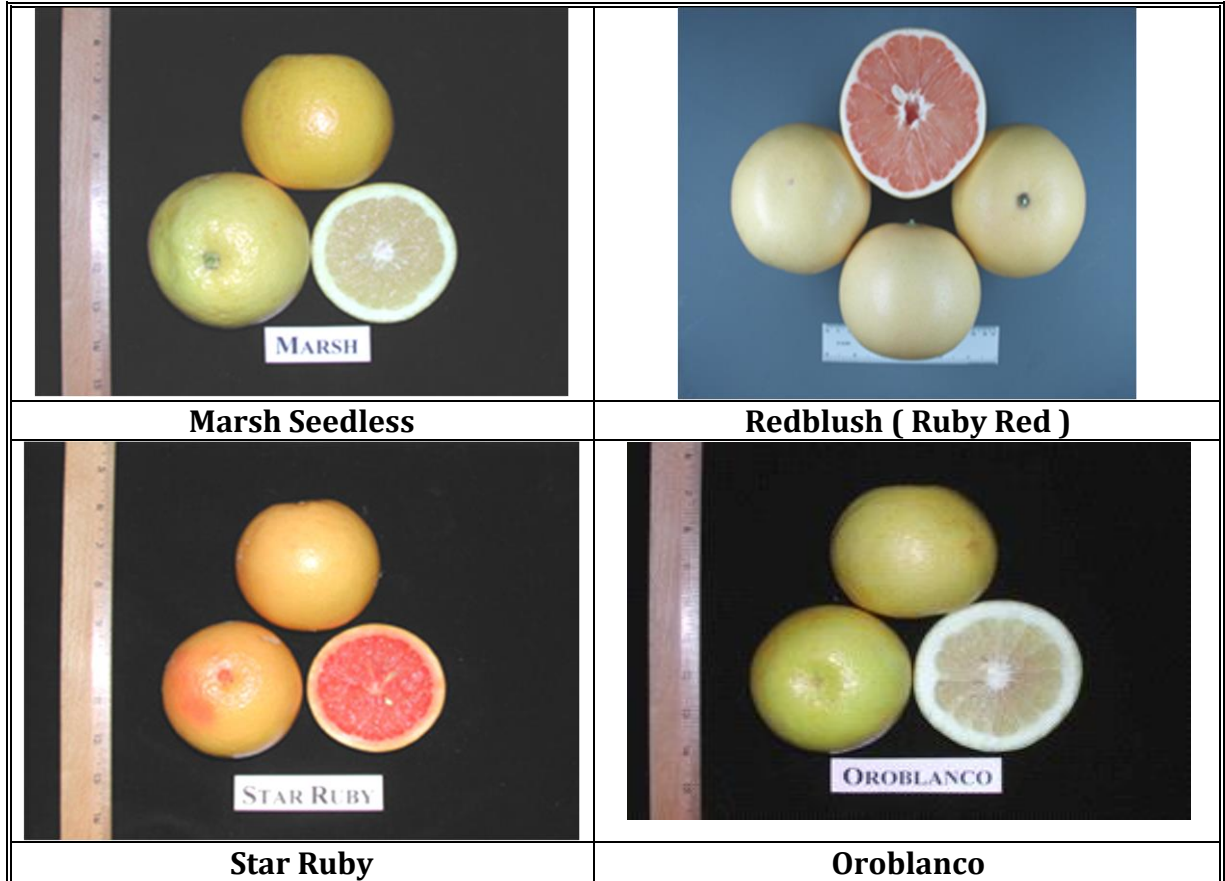 MARSH
Marsh Seedless
Redblush ( Ruby Red )
STAR RUBY
OROBLANCO
Star Ruby
Oroblanco